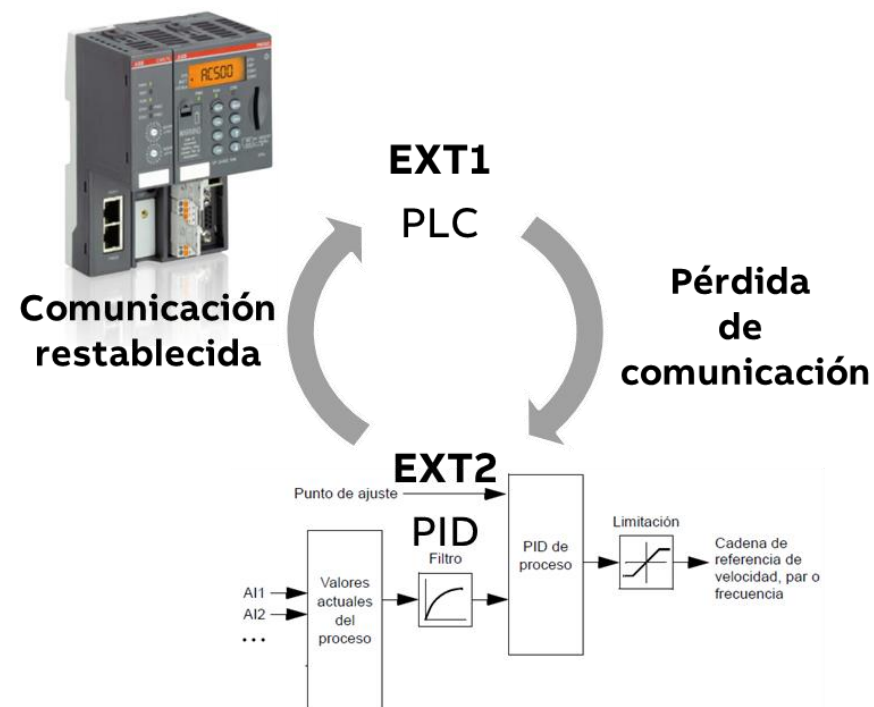 ABB
AC500
EXT1
PLC
Comunicación
restablecida
Pérdida
de
comunicación
EXT2
PID
Punto de ajuste
Filtro
PID de
proceso
Limitación
Cadena de
referencia de
velocidad, par o
frecuencia
AI1
AI2
...
Valores
actuales
del
proceso